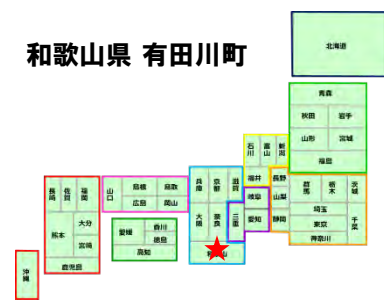 和歌山県 有田川町
北海道
青森
秋田 岩手
山形 宮城
福島
石川 富山 新潟
福井 長野
岐阜 山梨
愛知 静岡
群馬 栃木 茨城
埼玉
東京
神奈川
千葉
兵庫 京都 滋賀
大阪 奈良 三重
山口 島根 鳥取
広島 岡山
愛媛 香川
徳島
高知
長崎 佐賀 福岡
熊本 大分
宮崎
鹿児島
沖縄